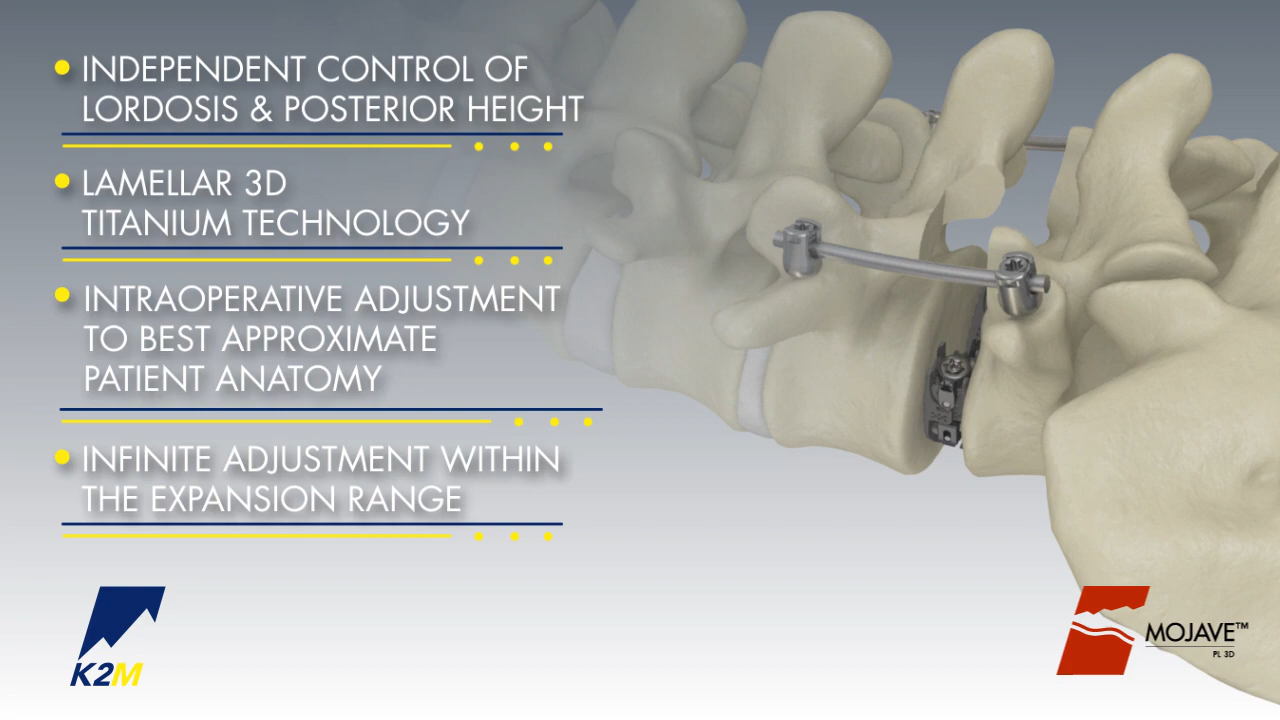 INDEPENDENT CONTROL OF
LORDOSIS & POSTERIOR HEIGHT
LAMELLAR 3D
TITANIUM TECHNOLOGY
INTRAOPERATIVE ADJUSTMENT
TO BEST APPROXIMATE
PATIENT ANATOMY
INFINITE ADJUSTMENT WITHIN
THE EXPANSION RANGE
K2M
MOJAVE™
PL 3D